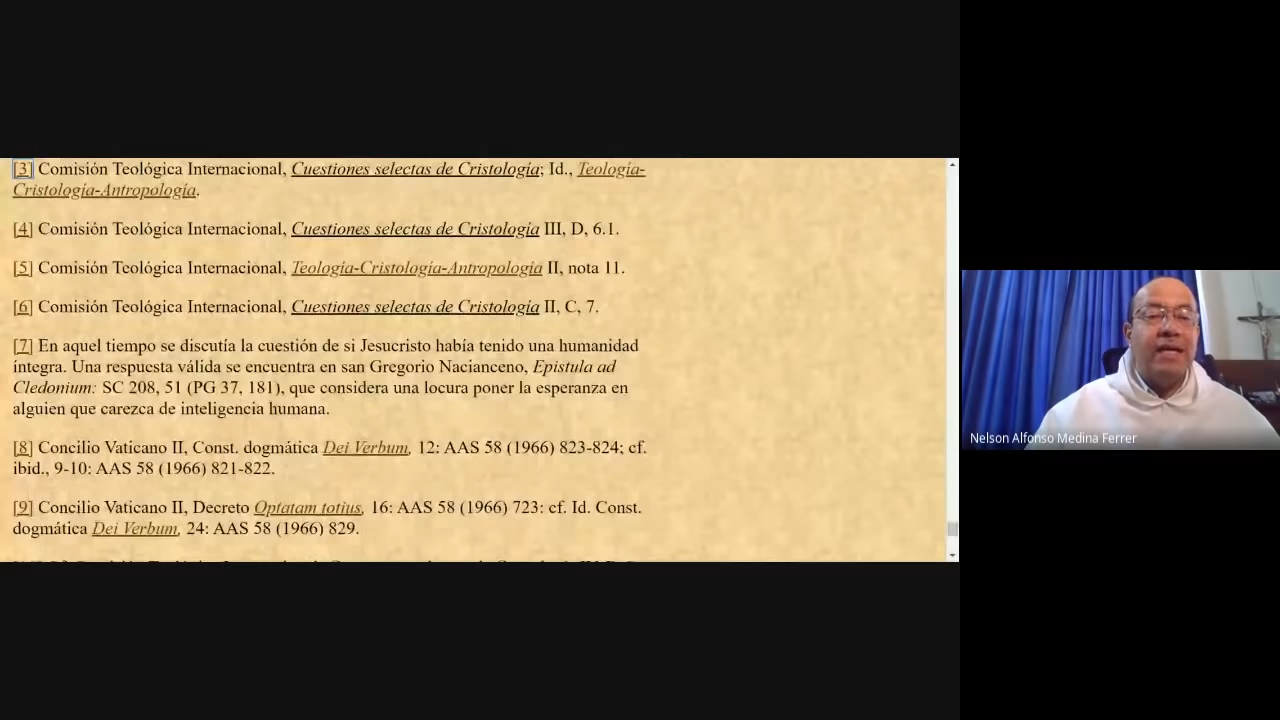 [3] Comisión Teológica Internacional, Cuestiones selectas de Cristología; Id., Teología-
Cristología-Antropología.
[4] Comisión Teológica Internacional, Cuestiones selectas de Cristología III, D, 6.1.
[5] Comisión Teológica Internacional, Teología-Cristología-Antropología II, nota 11.
[6] Comisión Teológica Internacional, Cuestiones selectas de Cristología II, C, 7.
[7] En aquel tiempo se discutía la cuestión de si Jesucristo había tenido una humanidad
íntegra. Una respuesta válida se encuentra en san Gregorio Nacianceno, Epistula ad
Cledonium: SC 208, 51 (PG 37, 181), que considera una locura poner la esperanza en
alguien que carezca de inteligencia humana.
[8] Concilio Vaticano II, Const. dogmática Dei Verbum, 12: AAS 58 (1966) 823-824; cf.
ibid., 9-10: AAS 58 (1966) 821-822.
[9] Concilio Vaticano II, Decreto Optatam totius, 16: AAS 58 (1966) 723: cf. Id. Const.
dogmática Dei Verbum, 24: AAS 58 (1966) 829.
Nelson Alfonso Medina Ferrer